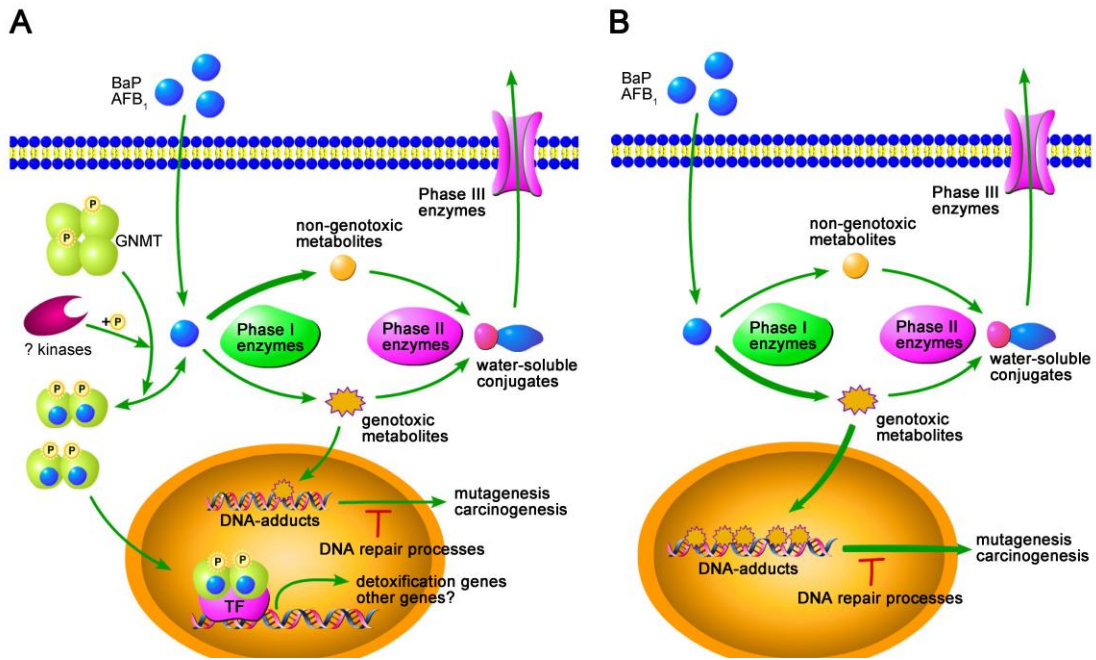 A
BaP
AFB1
P
P
GNMT
+P
? kinases
P P
P P
Phase III
enzymes
non-genotoxic
metabolites
Phase I
enzymes
Phase II
enzymes
water-soluble
conjugates
genotoxic
metabolites
DNA-adducts
mutagenesis
carcinogenesis
DNA repair processes
P P
TF
detoxification genes
other genes?
B
BaP
AFB1
Phase III
enzymes
non-genotoxic
metabolites
Phase I
enzymes
Phase II
enzymes
water-soluble
conjugates
genotoxic
metabolites
DNA-adducts
mutagenesis
carcinogenesis
DNA repair processes